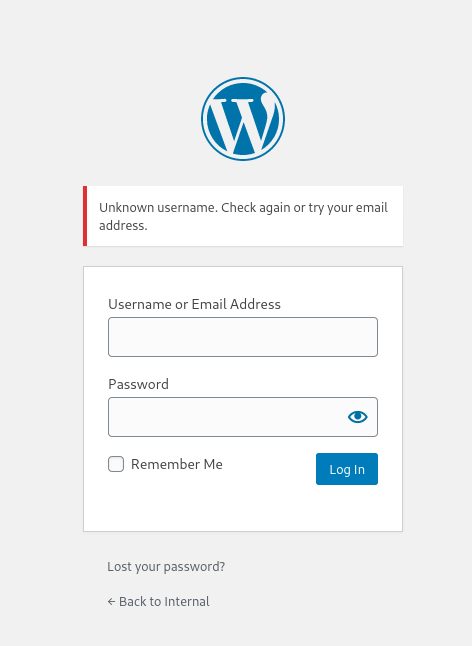 Unknown username. Check again or try your email
address.
Username or Email Address
Password
Remember Me
Log In
Lost your password?
← Back to Internal